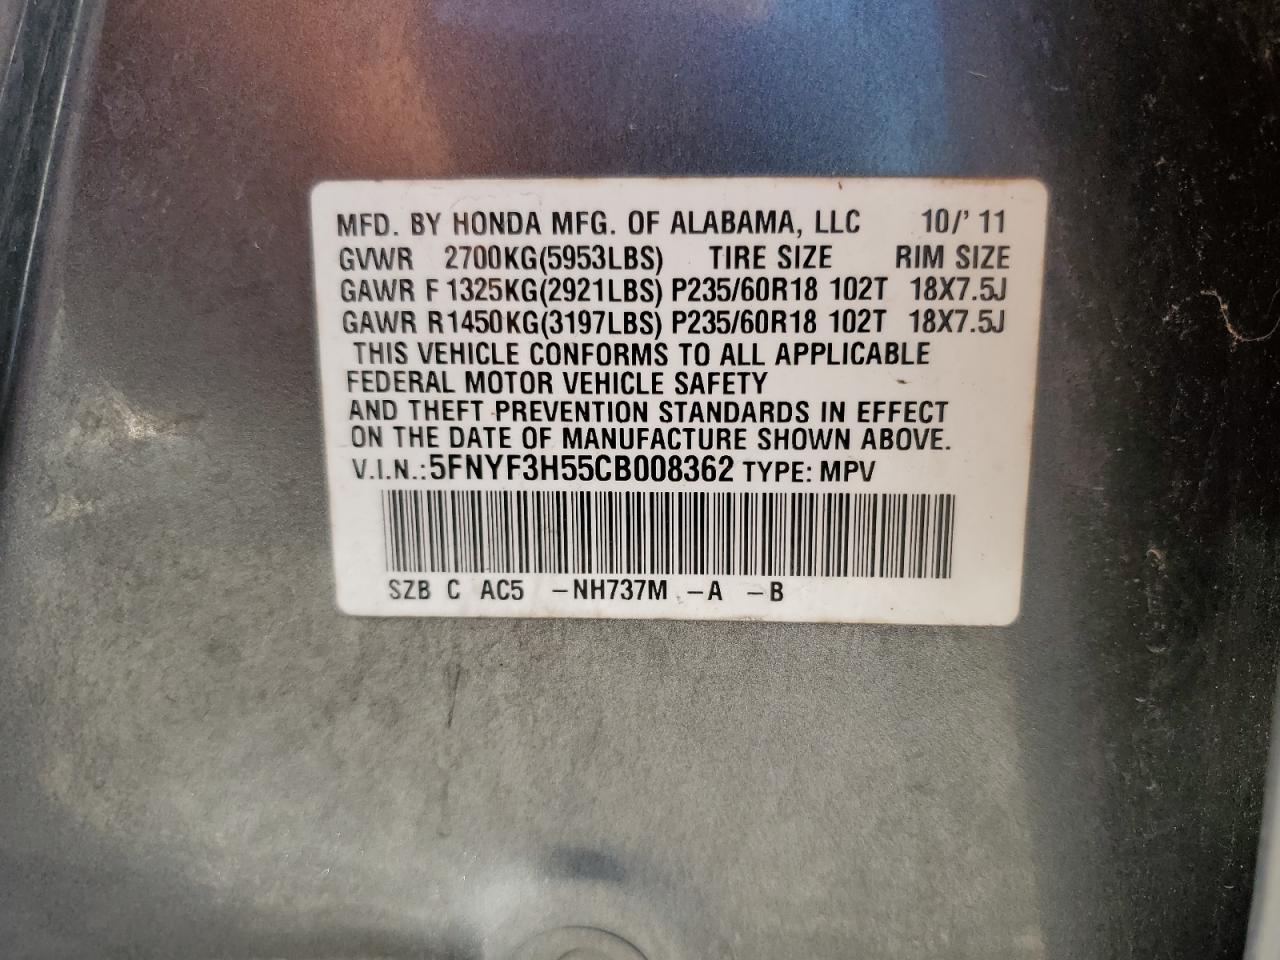 MFD. BY HONDA MFG. OF ALABAMA, LLC 10/' 11
GVWR 2700KG(5953LBS) TIRE SIZE RIM SIZE
GAWR F 1325KG(2921LBS) P235/60R18 102T 18X7.5J
GAWR R1450KG(3197LBS) P235/60R18 102T 18X7.5J
THIS VEHICLE CONFORMS TO ALL APPLICABLE
FEDERAL MOTOR VEHICLE SAFETY
AND THEFT PREVENTION STANDARDS IN EFFECT
ON THE DATE OF MANUFACTURE SHOWN ABOVE.
V.I.N.:5FNYF3H55CB008362 TYPE: MPV
SZB C AC5 -NH737M -A -B